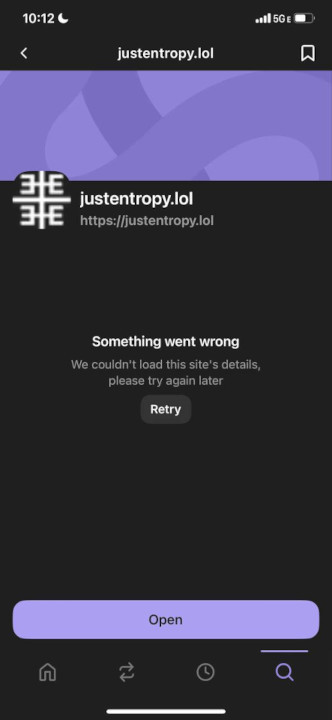 10:12
5G E
justentropy.lol
justentropy.lol
https://justentropy.lol
Something went wrong
We couldn't load this site's details,
please try again later
Retry
Open